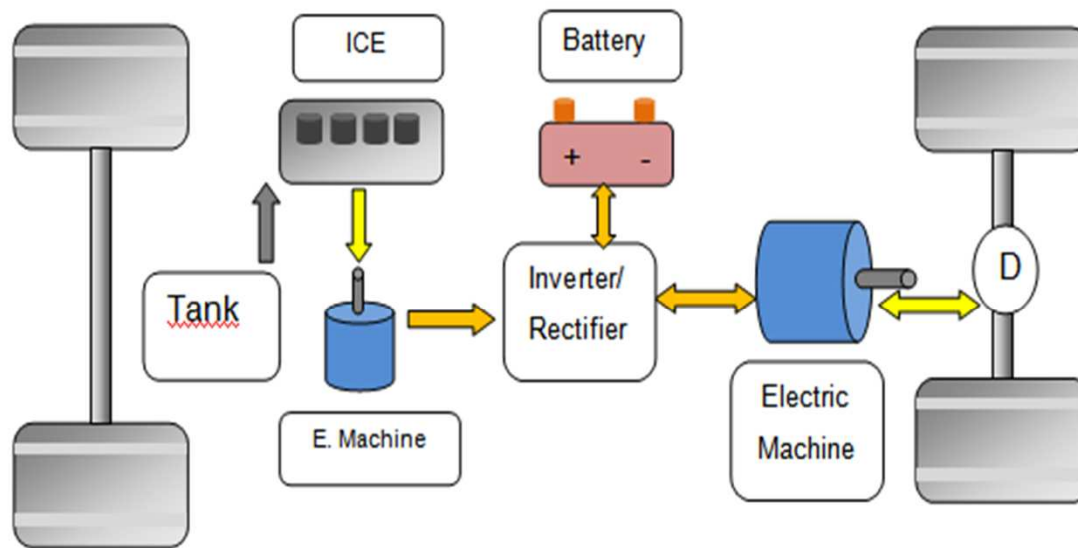 ICE
Battery
+ -
Tank
Inverter/
Rectifier
D
E. Machine
Electric
Machine